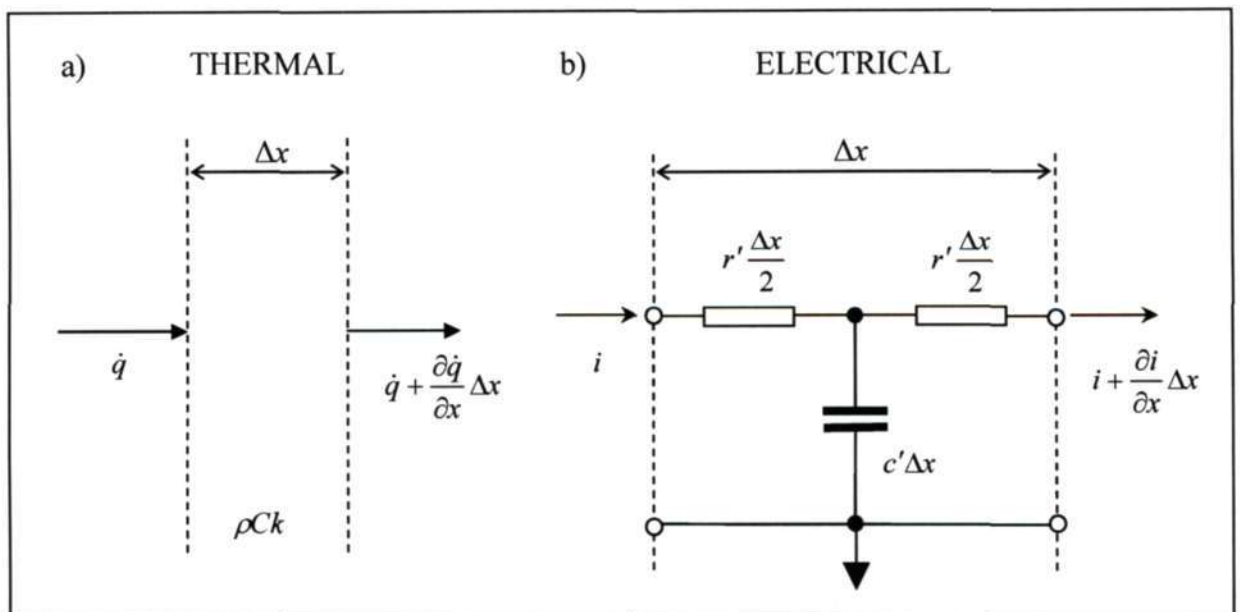 a) THERMAL
Δx
q̇
q̇ + ∂q̇/∂x Δx
ρCk
b) ELECTRICAL
Δx
r′ Δx/2
r′ Δx/2
i
i + ∂i/∂x Δx
c′Δx